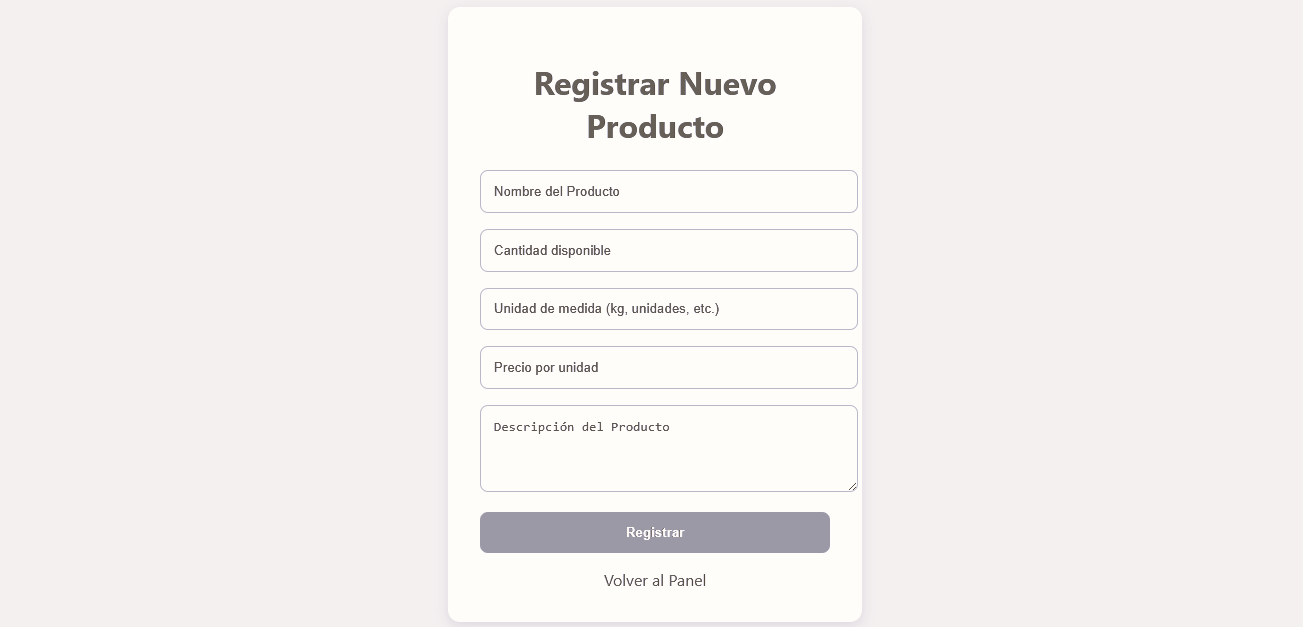 Registrar Nuevo
Producto
Nombre del Producto
Cantidad disponible
Unidad de medida (kg, unidades, etc.)
Precio por unidad
Descripción del Producto
Registrar
Volver al Panel